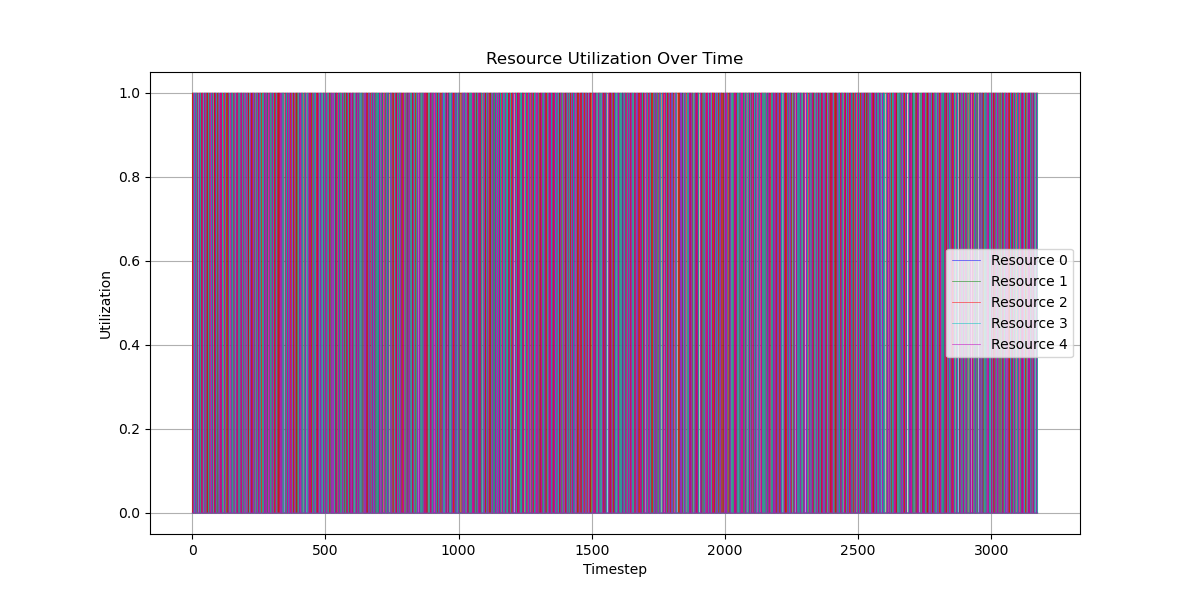 Resource Utilization Over Time
1.0
0.8
0.6
0.4
0.2
0.0
Utilization
Resource 0
Resource 1
Resource 2
Resource 3
Resource 4
0 500 1000 1500 2000 2500 3000
Timestep